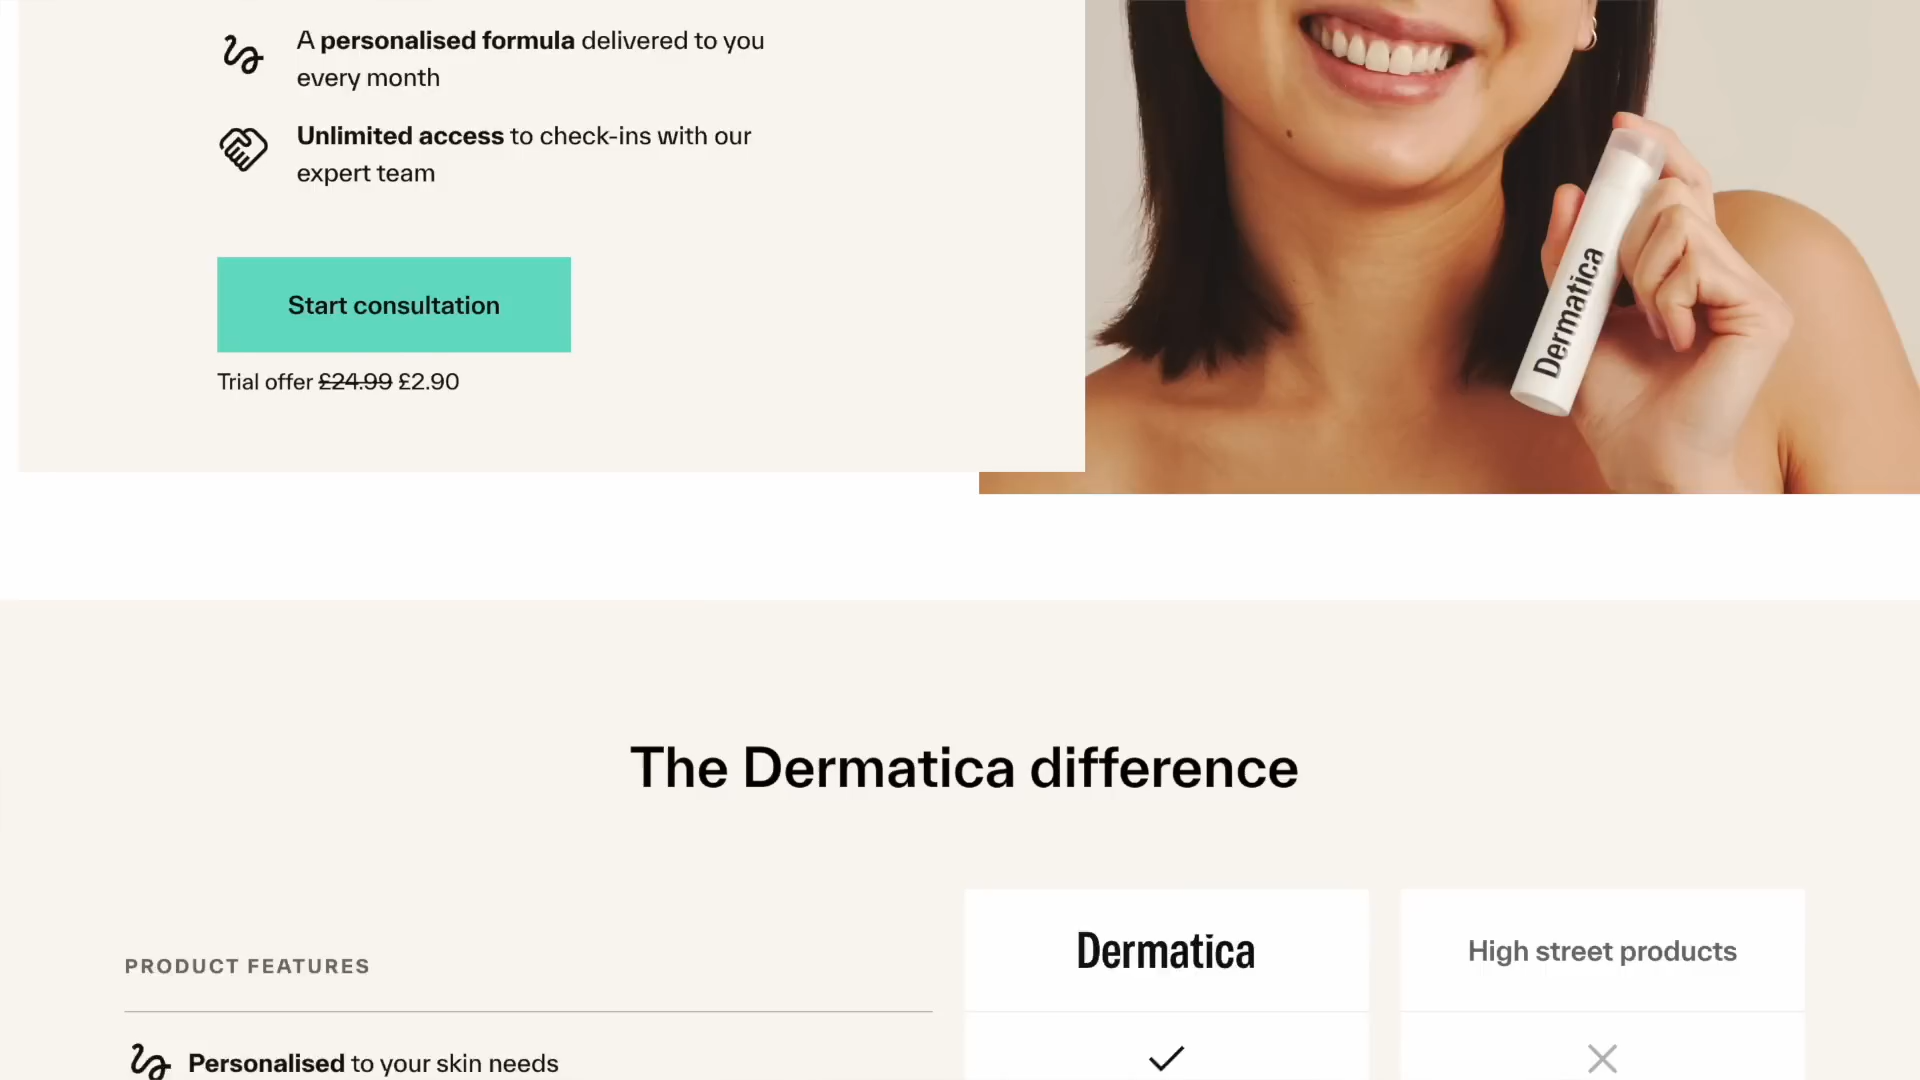 A personalised formula delivered to you
every month
Unlimited access to check-ins with our
expert team
Start consultation
Trial offer £24.99 £2.90
Dermatica
The Dermatica difference
PRODUCT FEATURES
Dermatica
High street products
Personalised to your skin needs